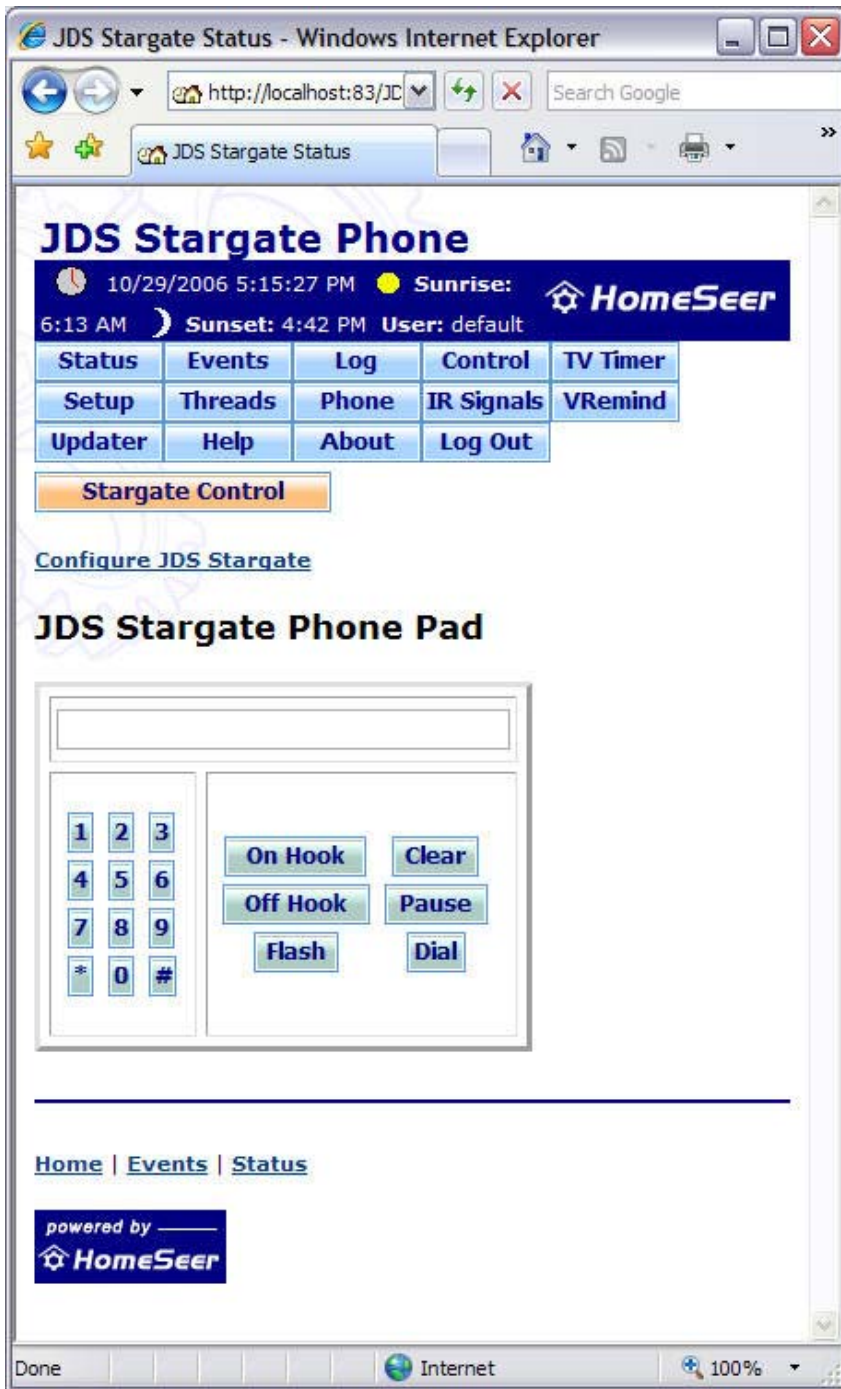 JDS Stargate Status - Windows Internet Explorer
http://localhost:83/JD
Search Google
JDS Stargate Status
»
JDS Stargate Phone
10/29/2006 5:15:27 PM Sunrise:
6:13 AM Sunset: 4:42 PM User: default
HomeSeer
Status Events Log Control TV Timer
Setup Threads Phone IR Signals VRemind
Updater Help About Log Out
Stargate Control
Configure JDS Stargate
JDS Stargate Phone Pad
1 2 3
4 5 6
7 8 9
* 0 #
On Hook Clear
Off Hook Pause
Flash Dial
Home | Events | Status
powered by
HomeSeer
Done Internet 100%